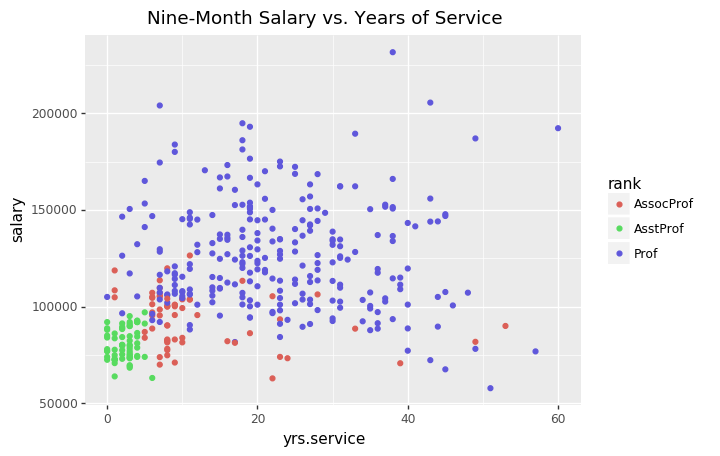 Nine-Month Salary vs. Years of Service
salary
200000
150000
100000
50000
0
20
40
60
yrs.service
rank
AssocProf
AsstProf
Prof